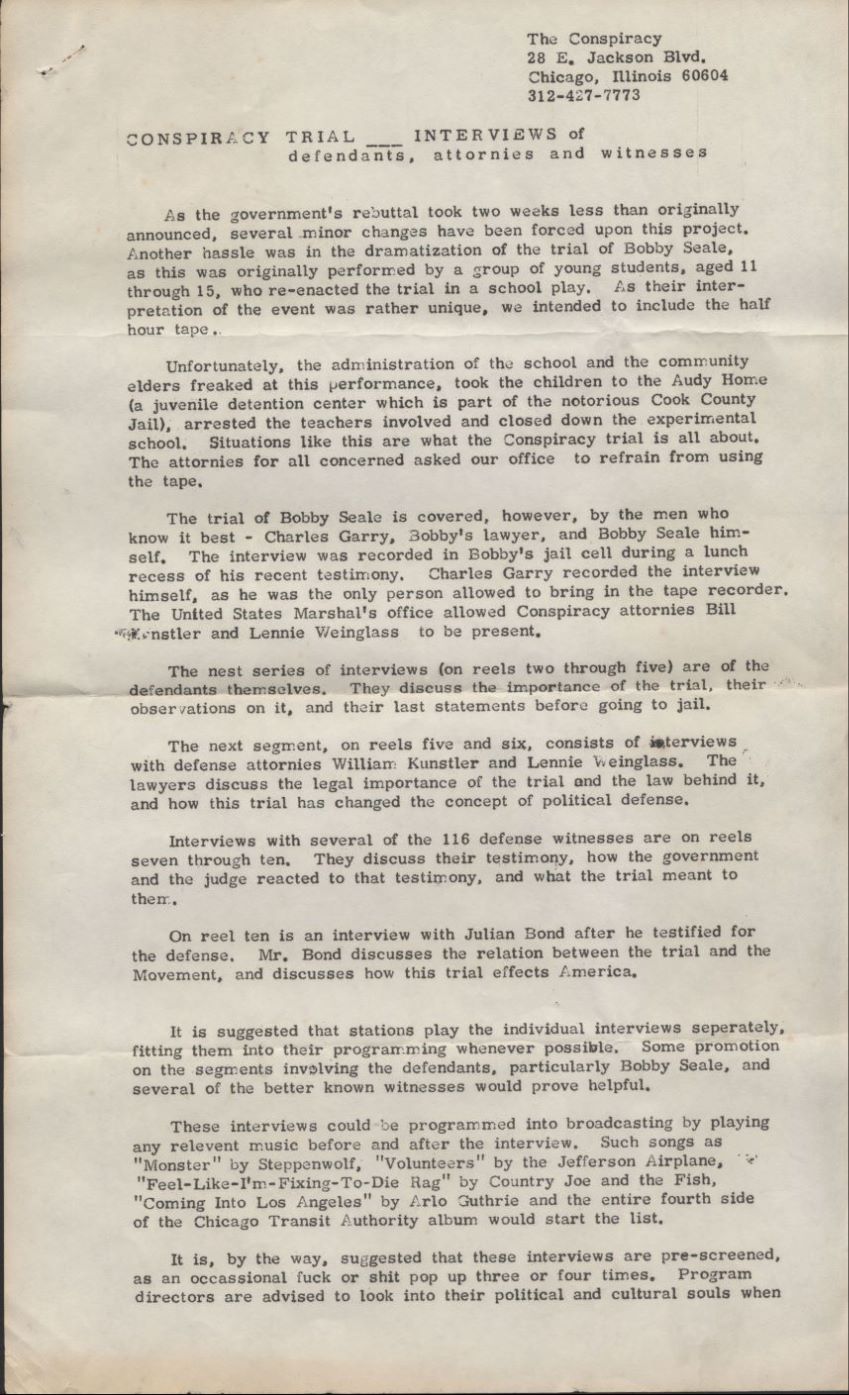 The Conspiracy
28 E. Jackson Blvd.
Chicago, Illinois 60604
312-427-7773
CONSPIRACY TRIAL ___ INTERVIEWS of
defendants, attornies and witnesses
As the government's rebuttal took two weeks less than originally
announced, several minor changes have been forced upon this project.
Another hassle was in the dramatization of the trial of Bobby Seale,
as this was originally performed by a group of young students, aged 11
through 15, who re-enacted the trial in a school play. As their inter-
pretation of the event was rather unique, we intended to include the half
hour tape.
Unfortunately, the administration of the school and the community
elders freaked at this performance, took the children to the Audy Home
(a juvenile detention center which is part of the notorious Cook County
Jail), arrested the teachers involved and closed down the experimental
school. Situations like this are what the Conspiracy trial is all about.
The attornies for all concerned asked our office to refrain from using
the tape.
The trial of Bobby Seale is covered, however, by the men who
know it best - Charles Garry, Bobby's lawyer, and Bobby Seale him-
self. The interview was recorded in Bobby's jail cell during a lunch
recess of his recent testimony. Charles Garry recorded the interview
himself, as he was the only person allowed to bring in the tape recorder.
The United States Marshal's office allowed Conspiracy attornies Bill
Kunstler and Lennie Weinglass to be present.
The nest series of interviews (on reels two through five) are of the
defendants themselves. They discuss the importance of the trial, their
observations on it, and their last statements before going to jail.
The next segment, on reels five and six, consists of interviews
with defense attornies William Kunstler and Lennie Weinglass. The
lawyers discuss the legal importance of the trial and the law behind it,
and how this trial has changed the concept of political defense.
Interviews with several of the 116 defense witnesses are on reels
seven through ten. They discuss their testimony, how the government
and the judge reacted to that testimony, and what the trial meant to
them.
On reel ten is an interview with Julian Bond after he testified for
the defense. Mr. Bond discusses the relation between the trial and the
Movement, and discusses how this trial effects America.
It is suggested that stations play the individual interviews seperately,
fitting them into their programming whenever possible. Some promotion
on the segments involving the defendants, particularly Bobby Seale, and
several of the better known witnesses would prove helpful.
These interviews could be programmed into broadcasting by playing
any relevent music before and after the interview. Such songs as
"Monster" by Steppenwolf, "Volunteers" by the Jefferson Airplane,
"Feel-Like-I'm-Fixing-To-Die Rag" by Country Joe and the Fish,
"Coming Into Los Angeles" by Arlo Guthrie and the entire fourth side
of the Chicago Transit Authority album would start the list.
It is, by the way, suggested that these interviews are pre-screened,
as an occassional fuck or shit pop up three or four times. Program
directors are advised to look into their political and cultural souls when